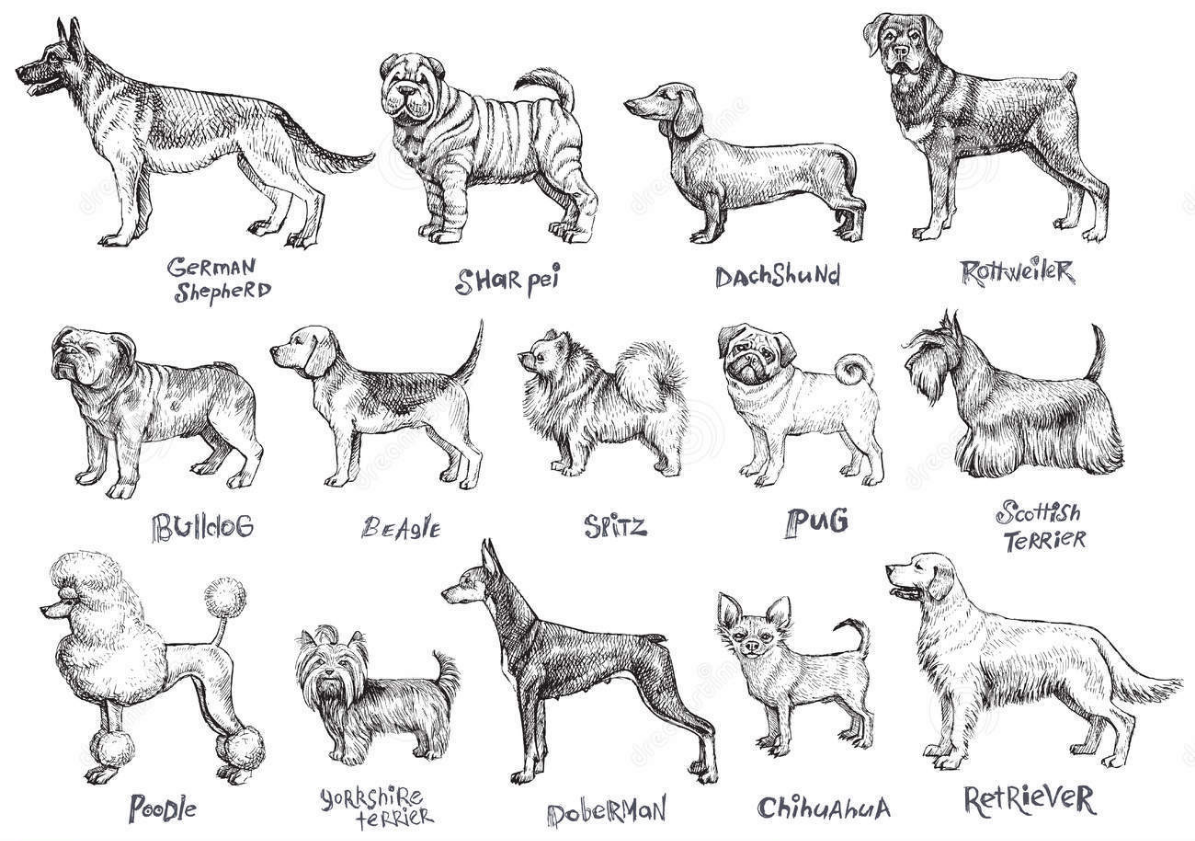 GERMAN
ShepheRD
SHAR pei
DAchShuNd
RottweileR
BUlldoG
BEAglE
SPiTZ
PuG
ScoTTiSh
TeRRiER
PooDle
yoRKShiRe
teRRiER
DobeRMaN
ChihuAhuA
RetRieVeR